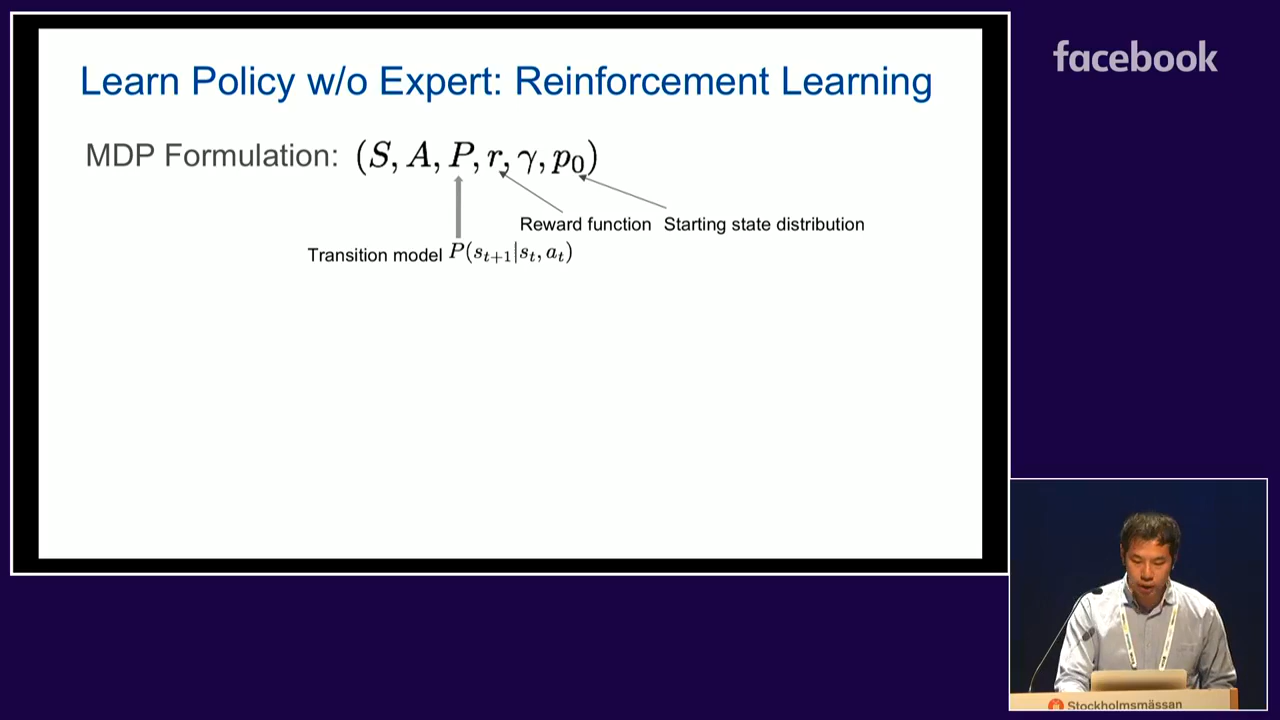 facebook
Learn Policy w/o Expert: Reinforcement Learning
MDP Formulation: (S, A, P, r, γ, p₀)
Reward function Starting state distribution
Transition model P(sₜ₊₁|sₜ, aₜ)
Stockholmsmässan